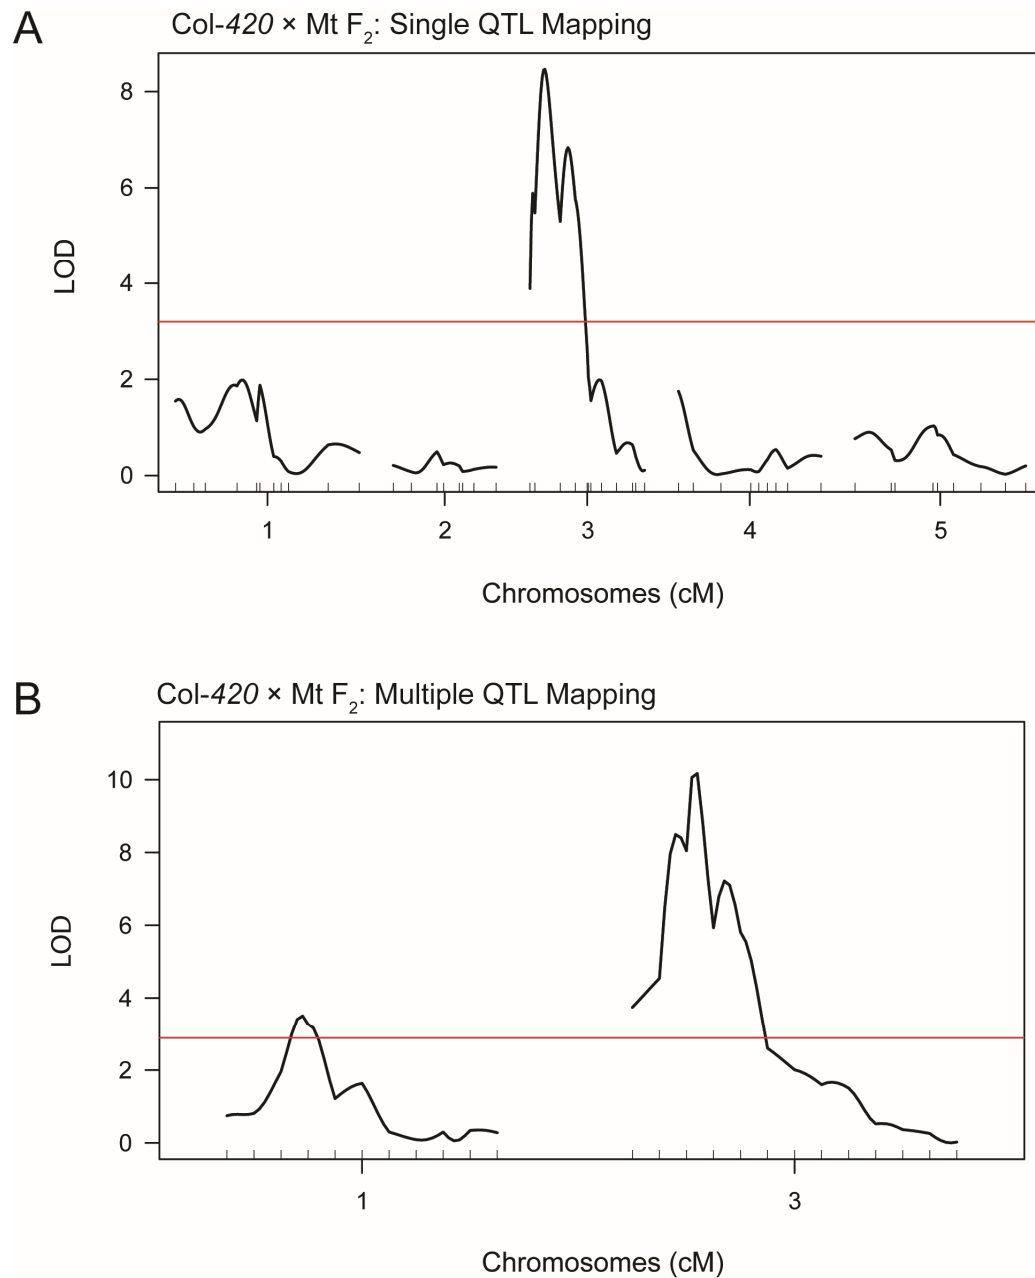 A
Col-420 × Mt F2: Single QTL Mapping
8
6
4
2
0
LOD
1 2 3 4 5
Chromosomes (cM)
B
Col-420 × Mt F2: Multiple QTL Mapping
10
8
6
4
2
0
LOD
1 3
Chromosomes (cM)